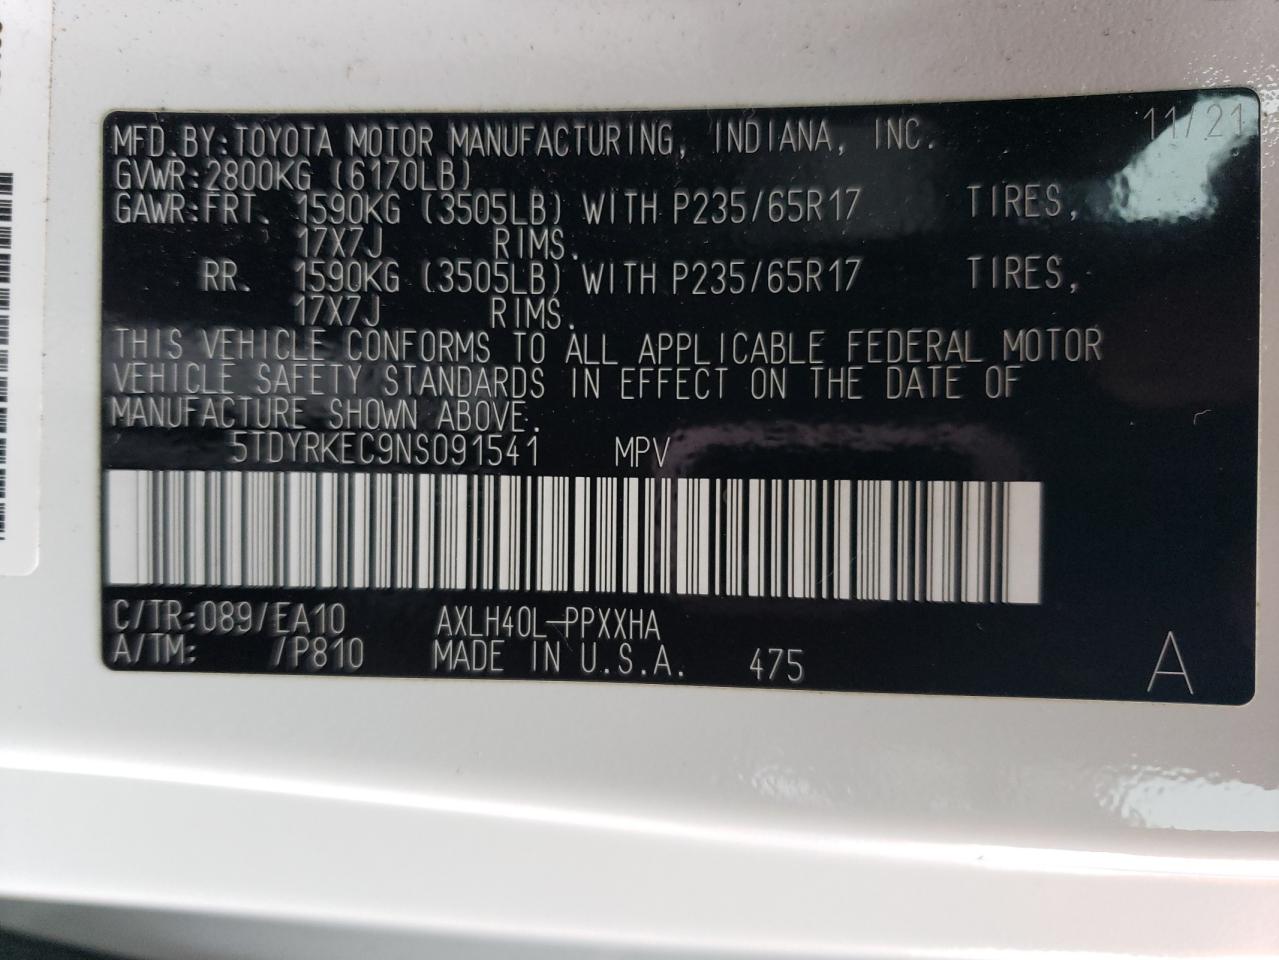 MFD.BY:TOYOTA MOTOR MANUFACTURING, INDIANA, INC. 11/21
GVWR:2800KG (6170LB)
GAWR:FRT. 1590KG (3505LB) WITH P235/65R17 TIRES,
17X7J RIMS.
RR. 1590KG (3505LB) WITH P235/65R17 TIRES,
17X7J RIMS.
THIS VEHICLE CONFORMS TO ALL APPLICABLE FEDERAL MOTOR
VEHICLE SAFETY STANDARDS IN EFFECT ON THE DATE OF
MANUFACTURE SHOWN ABOVE.
5TDYRKEC9NS091541 MPV
C/TR:089/EA10 AXLH40L-PPXXHA
A/TM: /P810 MADE IN U.S.A. 475 A